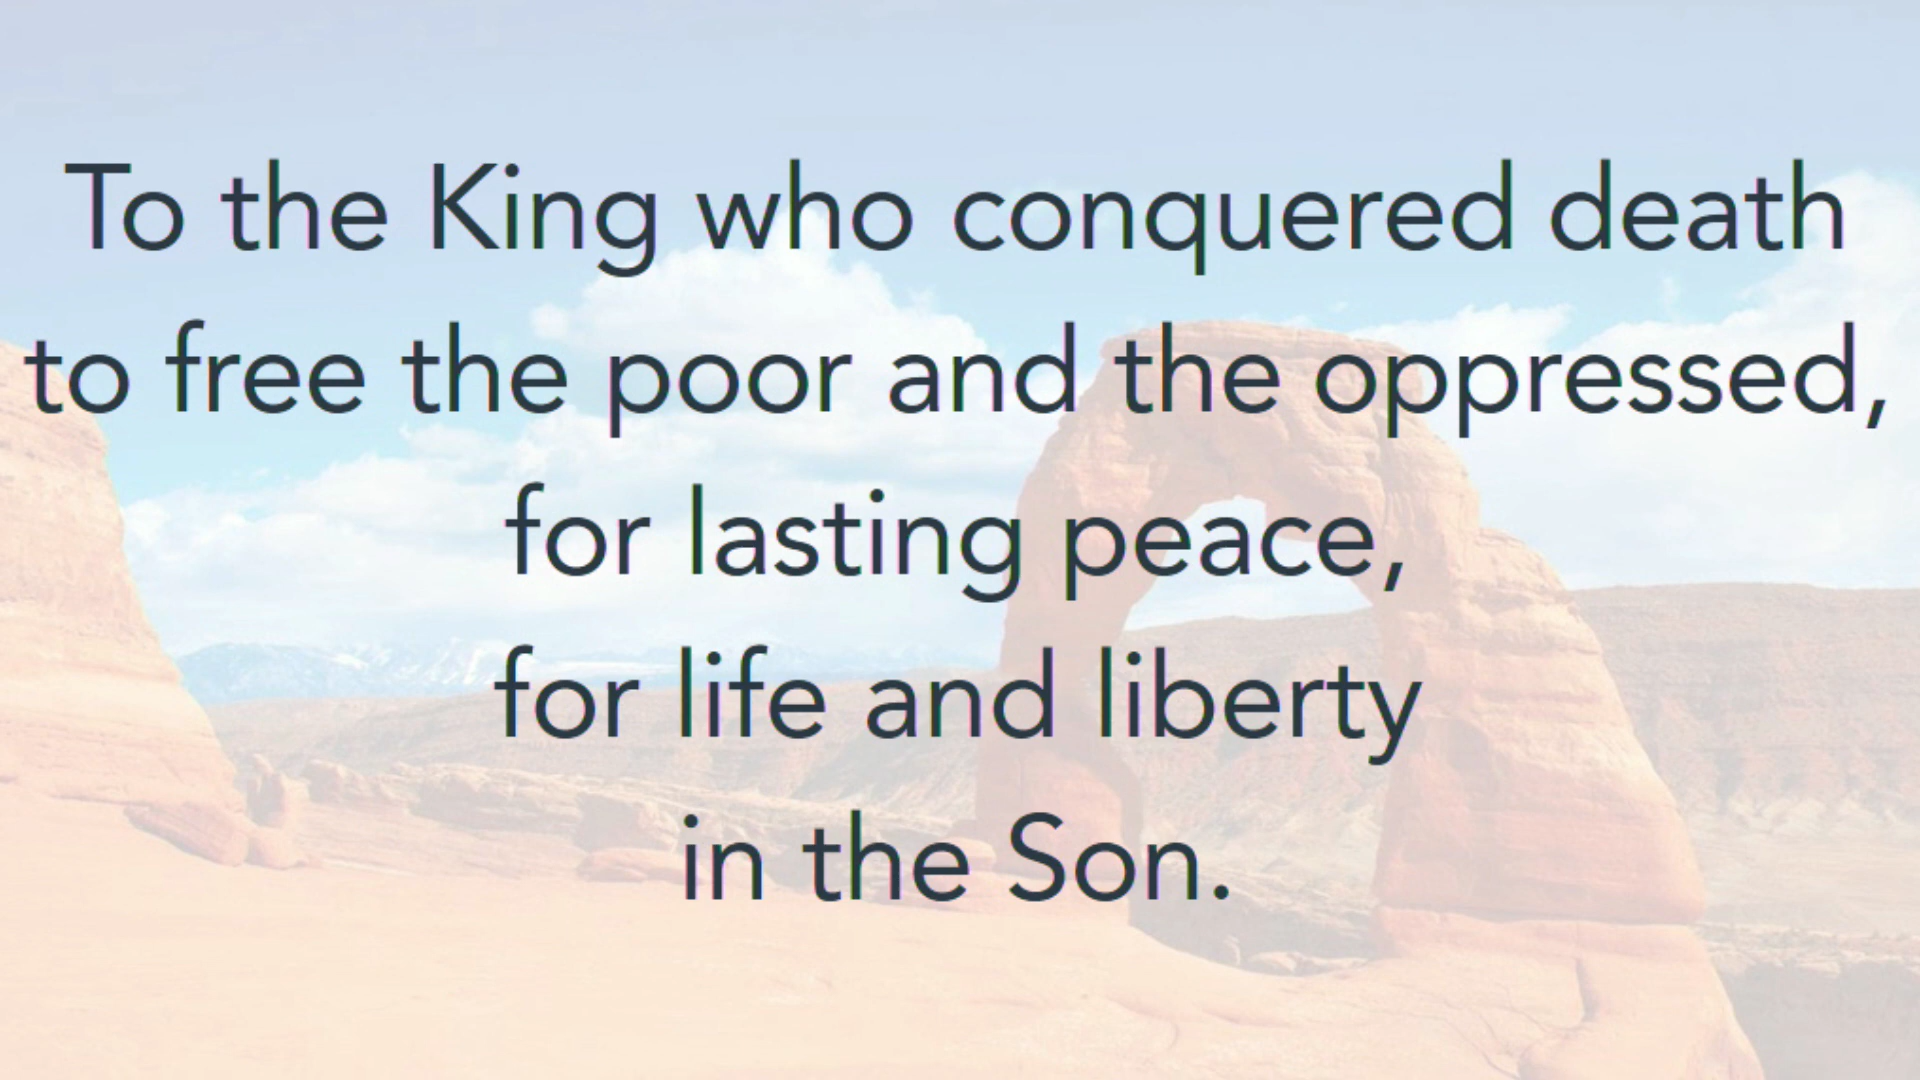 To the King who conquered death
to free the poor and the oppressed,
for lasting peace,
for life and liberty
in the Son.